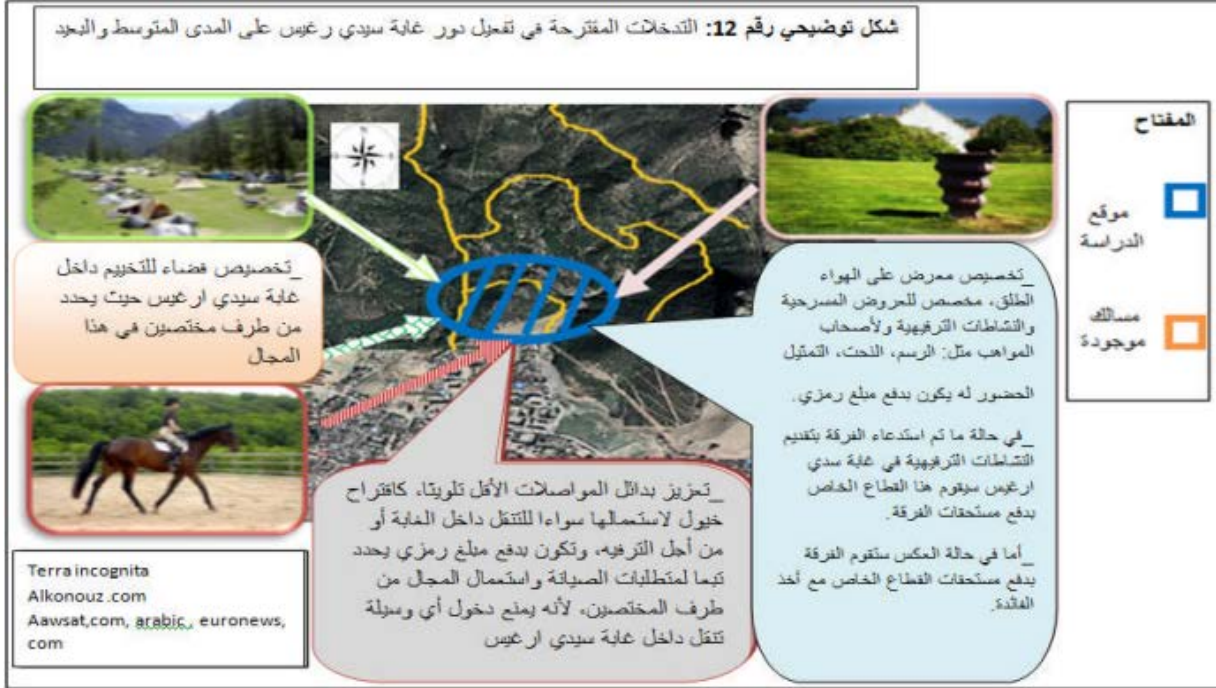 شكل توضيحي رقم 12: التدخلات المقترحة في تفعيل دور غابة سيدي رغيس على المدى المتوسط والبعيد
المفتاح
موقع
الدراسة
مسالك
موجودة
_تخصيص معرض على الهواء
الطلق، مخصص للعروض المسرحية
والنشاطات الترفيهية ولأصحاب
المواهب مثل: الرسم، النحت، التمثيل
الحضور له يكون بدفع مبلغ رمزي.
_في حالة ما تم استدعاء الفرقة بتقديم
النشاطات الترفيهية في غابة سدي
ارغيس سيقوم هنا القطاع الخاص
بدفع مستحقات الفرقة.
_أما في حالة العكس ستقوم الفرقة
بدفع مستحقات القطاع الخاص مع أخذ
الفائدة.
_تخصيص فضاء للتخييم داخل
غابة سيدي ارغيس حيث يحدد
من طرف مختصين في هذا
المجال
_تعزيز بدائل المواصلات الأقل تلويثا، كاقتراح
خيول لاستعمالها سواءا للتنقل داخل الغابة أو
من أجل الترفيه، وتكون بدفع مبلغ رمزي يحدد
تبعا لمتطلبات الصيانة واستعمال المجال من
طرف المختصين، لأنه يمنع دخول أي وسيلة
تنقل داخل غابة سيدي ارغيس
Terra incognita
Alkonouz .com
Aawsat,com, arabic , euronews,
com